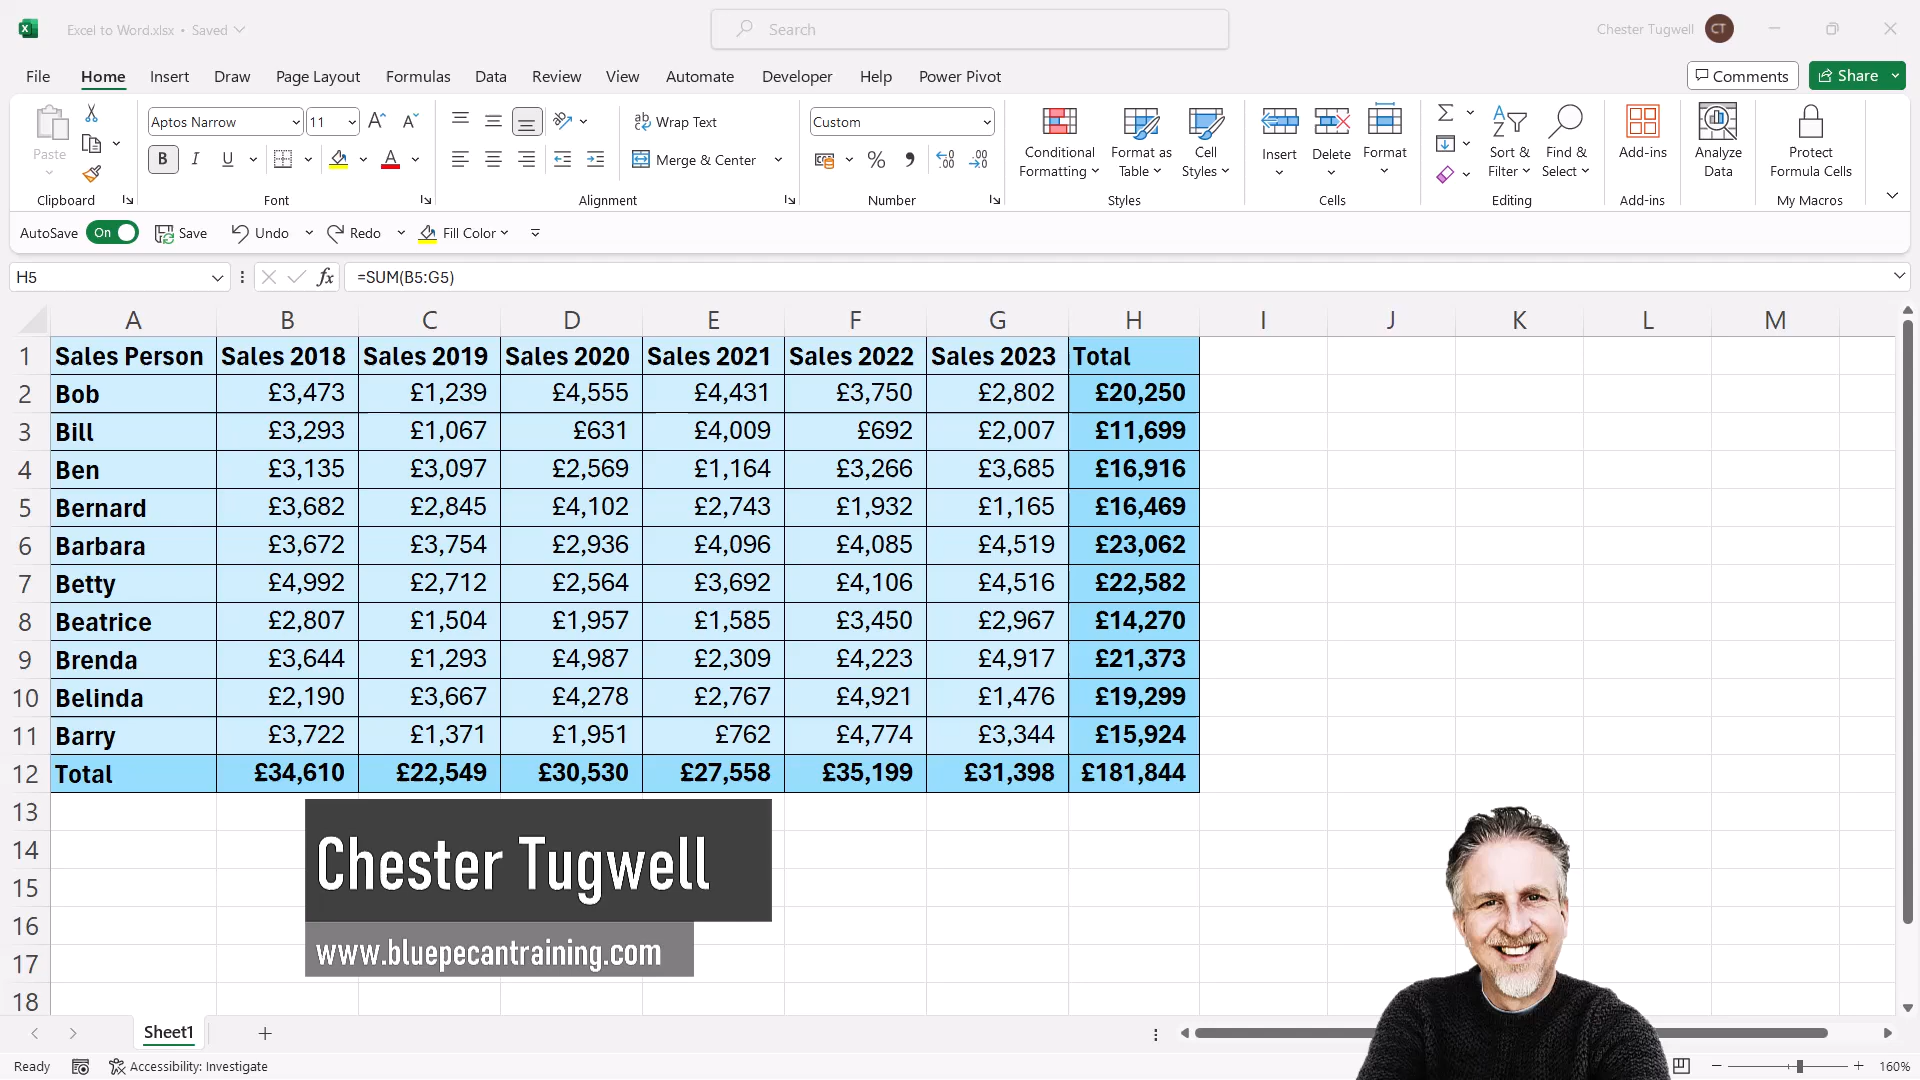 Excel to Word.xlsx • Saved
Search
Chester Tugwell CT
File Home Insert Draw Page Layout Formulas Data Review View Automate Developer Help Power Pivot
Comments Share
Paste
Clipboard
Aptos Narrow 11
B I U A
Font
Wrap Text
Merge & Center
Alignment
Custom
Number
Conditional Formatting
Format as Table
Cell Styles
Styles
Insert Delete Format
Cells
Sort & Filter
Find & Select
Editing
Add-ins
Add-ins
Analyze Data
Protect Formula Cells
My Macros
AutoSave On Save Undo Redo Fill Color
H5 fx =SUM(B5:G5)
A B C D E F G H I J K L M
1 Sales Person Sales 2018 Sales 2019 Sales 2020 Sales 2021 Sales 2022 Sales 2023 Total
2 Bob £3,473 £1,239 £4,555 £4,431 £3,750 £2,802 £20,250
3 Bill £3,293 £1,067 £631 £4,009 £692 £2,007 £11,699
4 Ben £3,135 £3,097 £2,569 £1,164 £3,266 £3,685 £16,916
5 Bernard £3,682 £2,845 £4,102 £2,743 £1,932 £1,165 £16,469
6 Barbara £3,672 £3,754 £2,936 £4,096 £4,085 £4,519 £23,062
7 Betty £4,992 £2,712 £2,564 £3,692 £4,106 £4,516 £22,582
8 Beatrice £2,807 £1,504 £1,957 £1,585 £3,450 £2,967 £14,270
9 Brenda £3,644 £1,293 £4,987 £2,309 £4,223 £4,917 £21,373
10 Belinda £2,190 £3,667 £4,278 £2,767 £4,921 £1,476 £19,299
11 Barry £3,722 £1,371 £1,951 £762 £4,774 £3,344 £15,924
12 Total £34,610 £22,549 £30,530 £27,558 £35,199 £31,398 £181,844
13
14
15
16
17
18
Chester Tugwell
www.bluepecantraining.com
Sheet1
Ready Accessibility: Investigate 160%